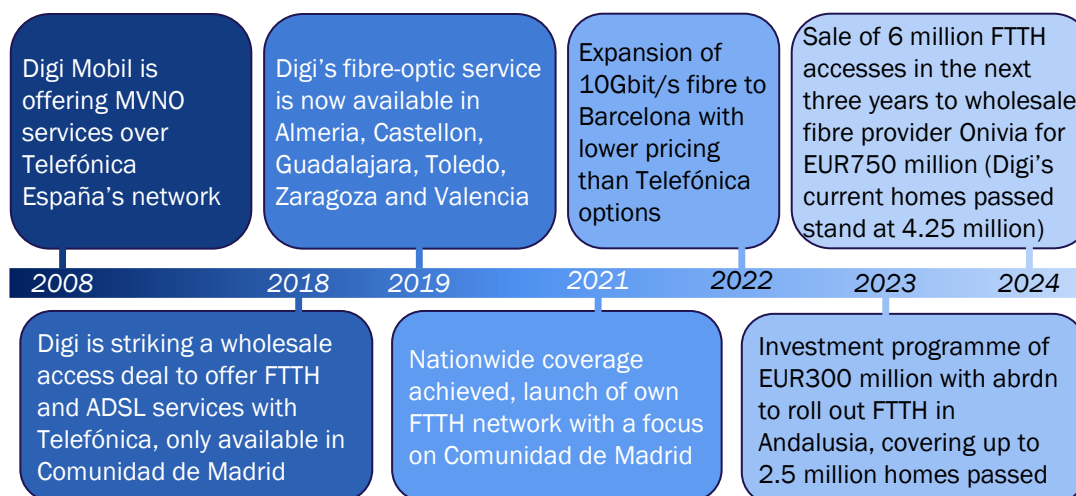 Digi Mobil is
offering MVNO
services over
Telefónica
España's network
Digi's fibre-optic service
is now available in
Almeria, Castellon,
Guadalajara, Toledo,
Zaragoza and Valencia
Expansion of
10Gbit/s fibre to
Barcelona with
lower pricing
than Telefónica
options
Sale of 6 million FTTH
accesses in the next
three years to wholesale
fibre provider Onivia for
EUR750 million (Digi's
current homes passed
stand at 4.25 million)
2008 2018 2019 2021 2022 2023 2024
Digi is striking a wholesale
access deal to offer FTTH
and ADSL services with
Telefónica, only available in
Comunidad de Madrid
Nationwide coverage
achieved, launch of own
FTTH network with a focus
on Comunidad de Madrid
Investment programme of
EUR300 million with abrdn
to roll out FTTH in
Andalusia, covering up to
2.5 million homes passed